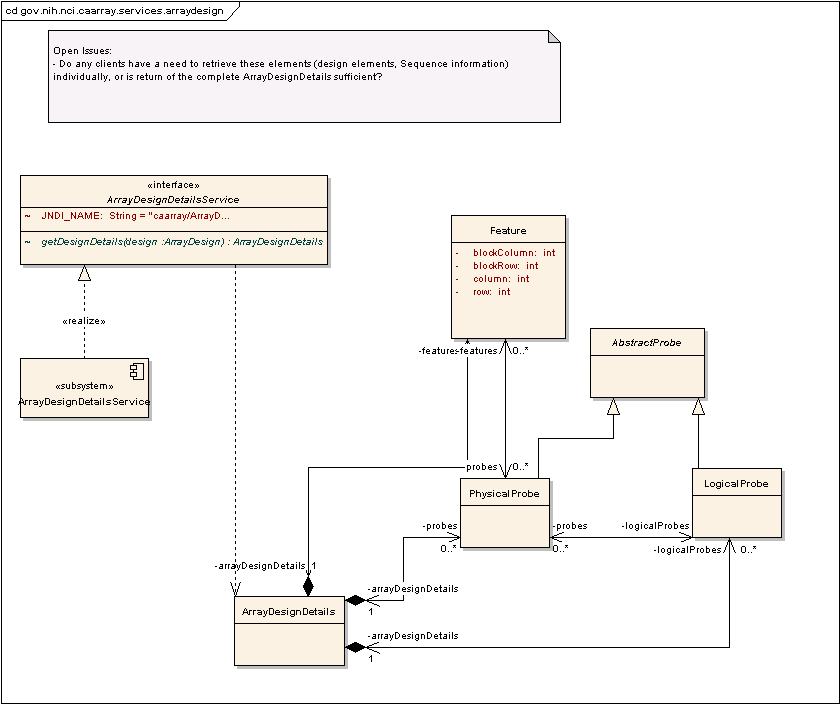 cd gov.nih.nci.caarray.services.arraydesign
Open Issues:
- Do any clients have a need to retrieve these elements (design elements, Sequence information)
individually, or is return of the complete ArrayDesignDetails sufficient?
«interface»
ArrayDesignDetailsService
~ JNDI_NAME: String = "caarray/ArrayD...
~ getDesignDetails(design :ArrayDesign) : ArrayDesignDetails
«realize»
«subsystem»
ArrayDesignDetailsService
Feature
- blockColumn: int
- blockRow: int
- column: int
- row: int
-features
-features
0..*
AbstractProbe
probes
0..*
PhysicalProbe
LogicalProbe
-probes
0..*
-probes
0..*
-logicalProbes
-logicalProbes
0..*
-arrayDesignDetails
1
-arrayDesignDetails
1
ArrayDesignDetails
-arrayDesignDetails
1